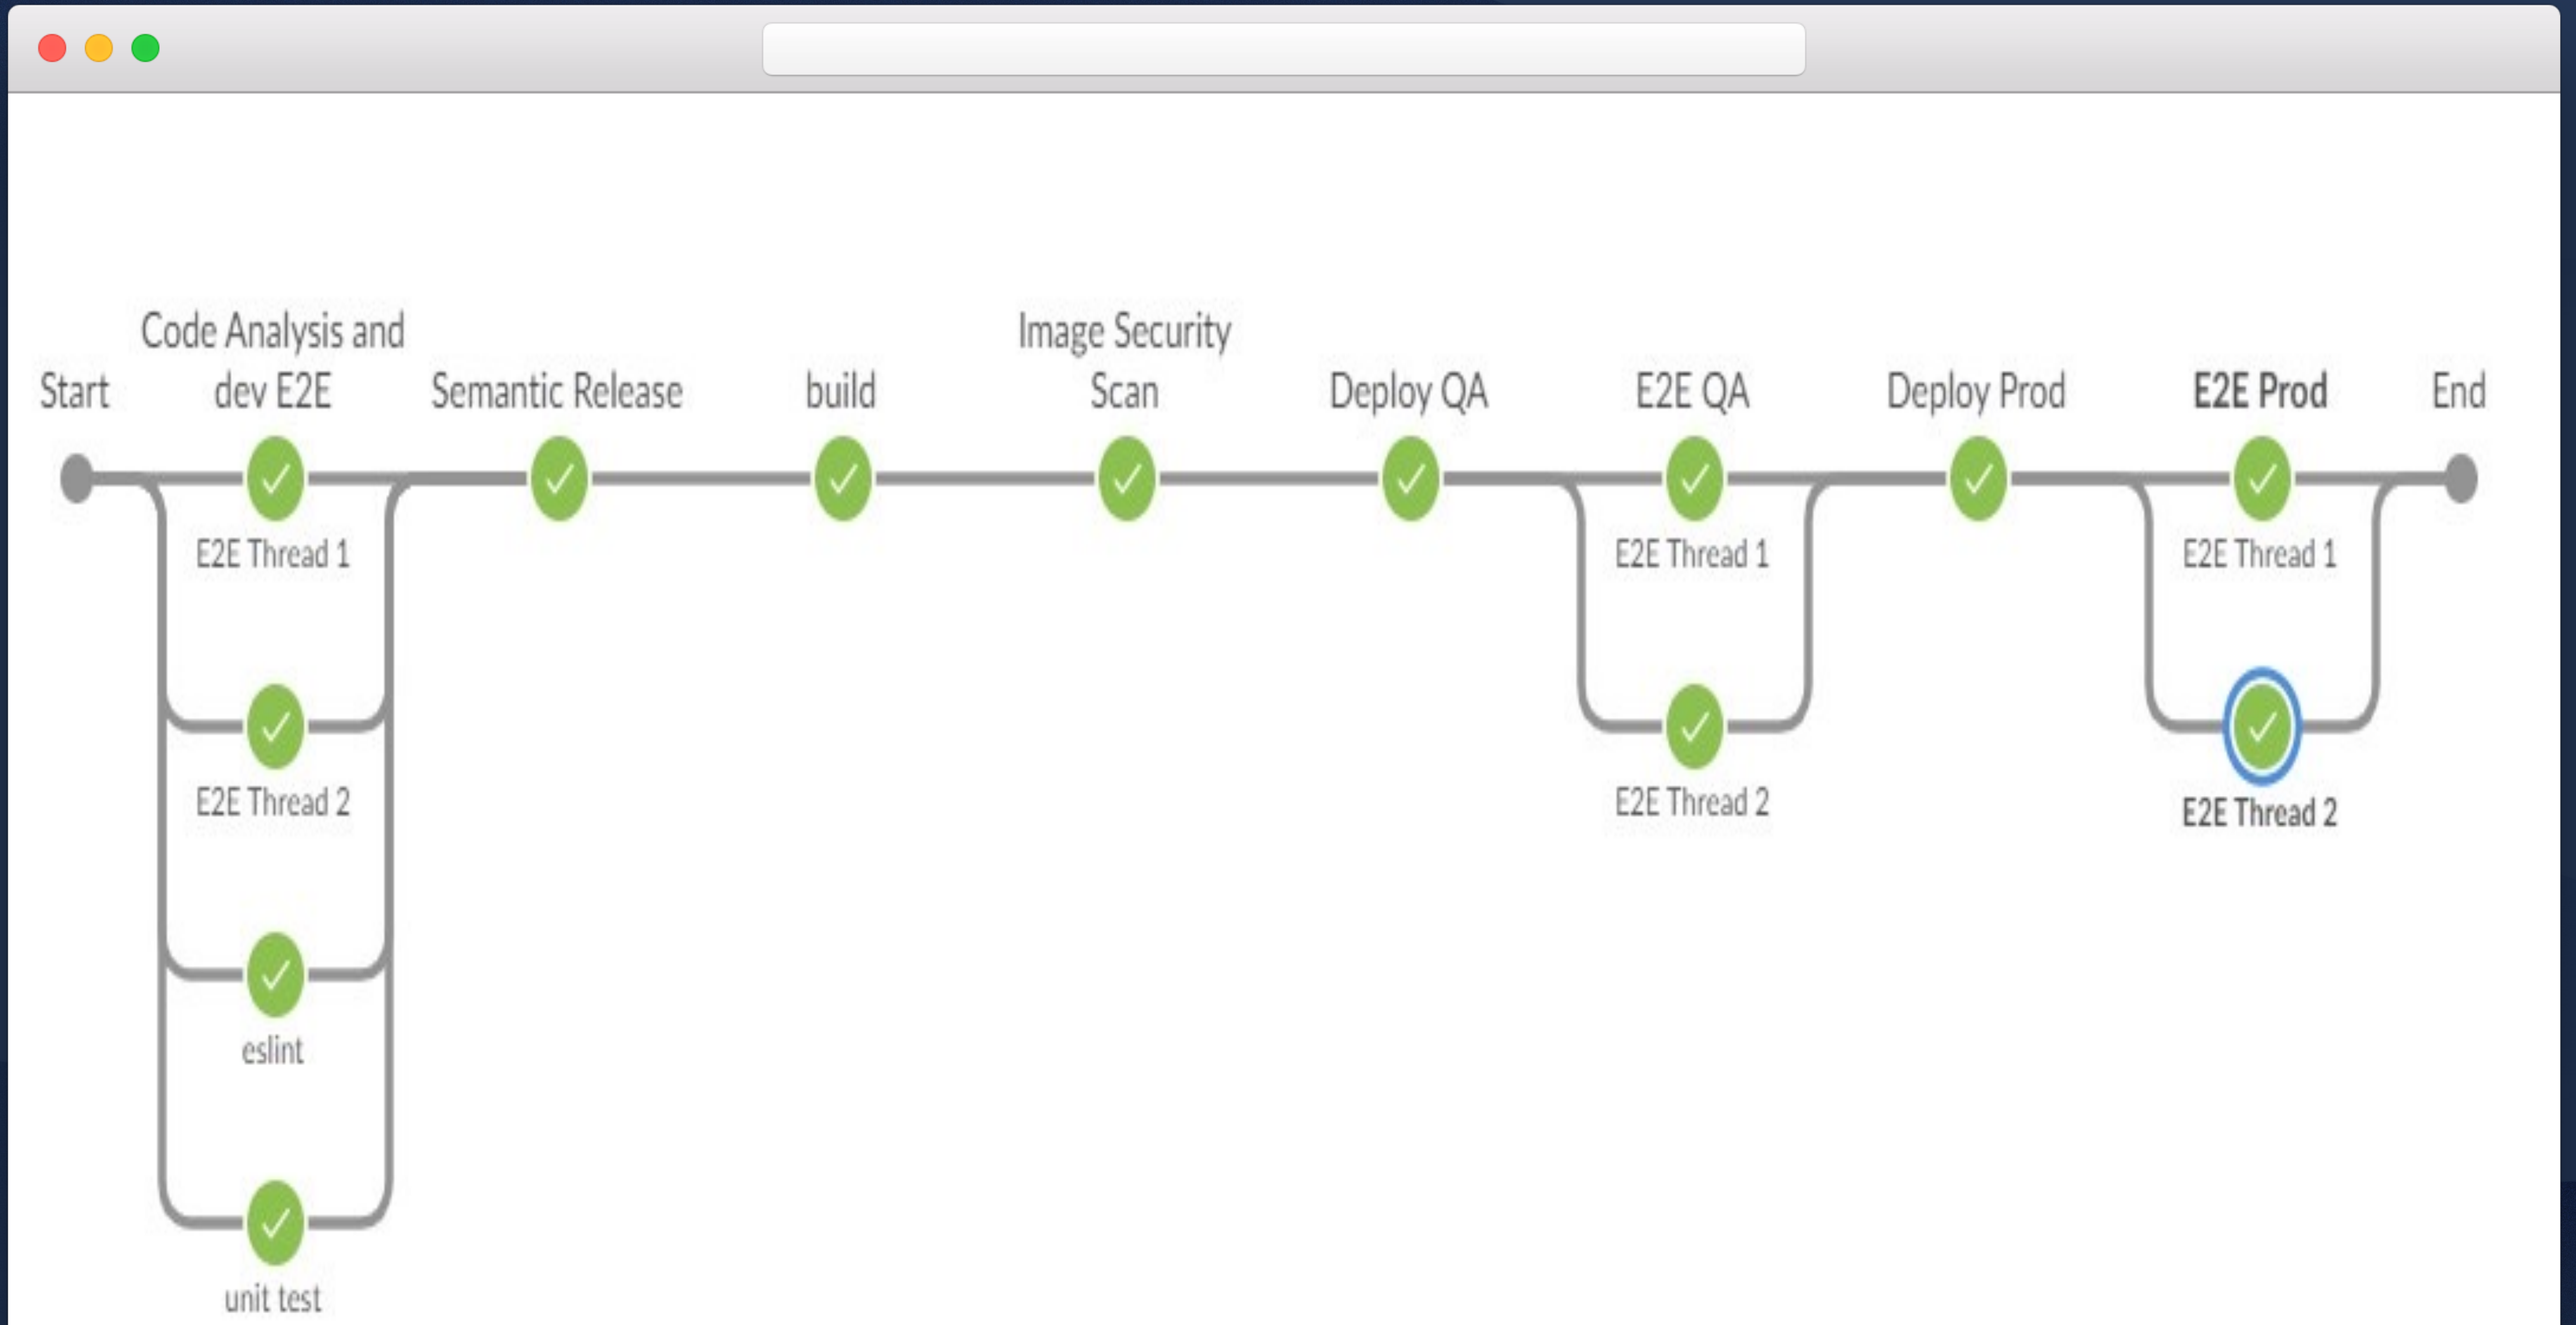 Start
Code Analysis and
dev E2E
Semantic Release
build
Image Security
Scan
Deploy QA
E2E QA
Deploy Prod
E2E Prod
End
E2E Thread 1
E2E Thread 1
E2E Thread 1
E2E Thread 2
E2E Thread 2
E2E Thread 2
eslint
unit test